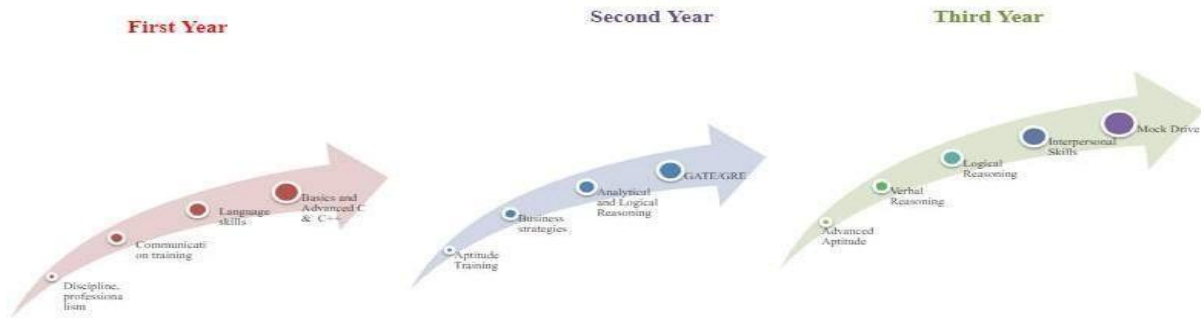 First Year
Discipline,
professiona
lism
Communicati
on training
Language
skills
Basics and
Advanced C
& C++
Second Year
Aptitude
Training
Business
strategies
Analytical
and Logical
Reasoning
GATE/GRE
Third Year
Advanced
Aptitude
Verbal
Reasoning
Logical
Reasoning
Interpersonal
Skills
Mock Drive